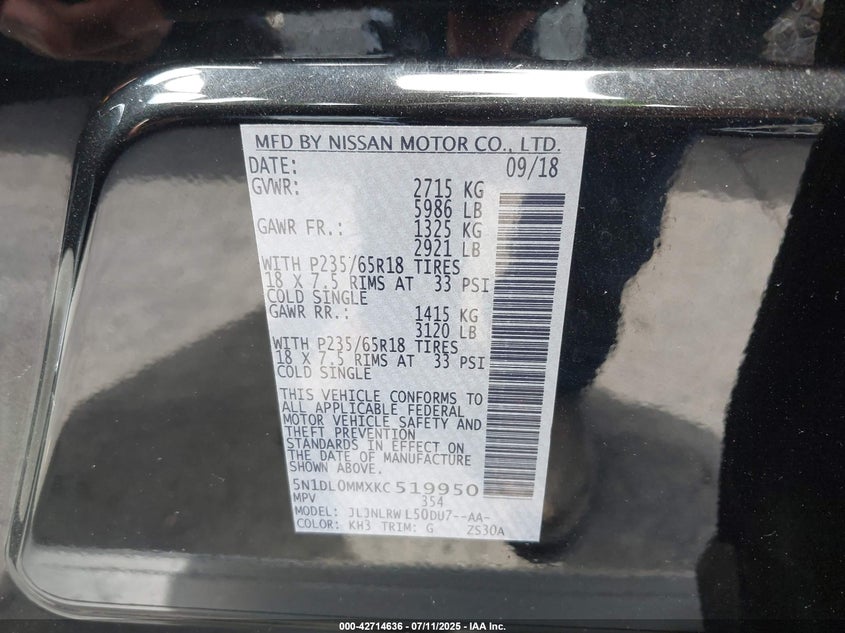 MFD BY NISSAN MOTOR CO., LTD.
DATE: 09/18
GVWR: 2715 KG
5986 LB
GAWR FR.: 1325 KG
2921 LB
WITH P235/65R18 TIRES
18 X 7.5 RIMS AT 33 PSI
COLD SINGLE
GAWR RR.: 1415 KG
3120 LB
WITH P235/65R18 TIRES
18 X 7.5 RIMS AT 33 PSI
COLD SINGLE
THIS VEHICLE CONFORMS TO
ALL APPLICABLE FEDERAL
MOTOR VEHICLE SAFETY AND
THEFT PREVENTION
STANDARDS IN EFFECT ON
THE DATE OF MANUFACTURE
SHOWN ABOVE.
5N1DL0MMXKC519950
MPV 354
MODEL: JLJNLRWL50DU7--AA-
COLOR: KH3 TRIM: G ZS30A
000-42714636 - 07/11/2025 - IAA Inc.